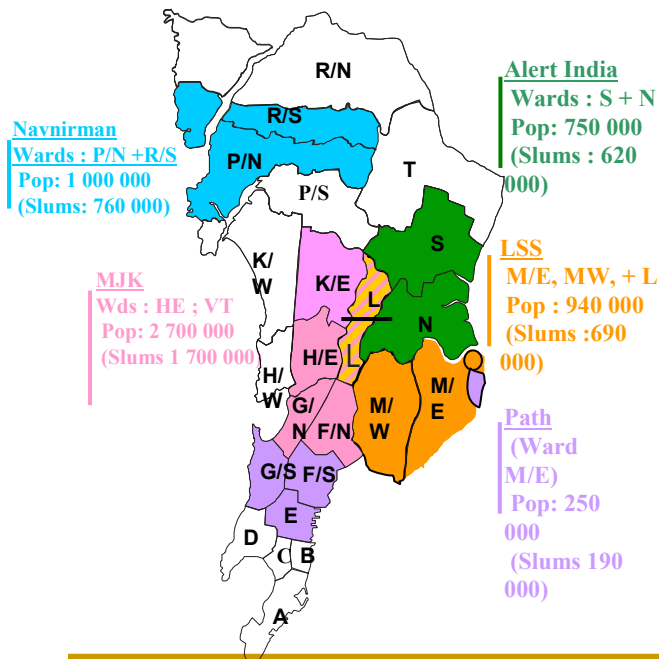 Navnirman
Wards : P/N +R/S
Pop: 1 000 000
(Slums: 760 000)
MJK
Wds : HE ; VT
Pop: 2 700 000
(Slums 1 700 000)
R/N
R/S
P/N
P/S
T
S
K/
W
K/E
L
N
L
H/E
H/
W
G/
N
F/N
M/
W
M/
E
G/S
F/S
E
D
C
B
A
Alert India
Wards : S + N
Pop: 750 000
(Slums : 620
000)
LSS
M/E, MW, + L
Pop : 940 000
(Slums :690
000)
Path
(Ward
M/E)
Pop: 250
000
(Slums 190
000)